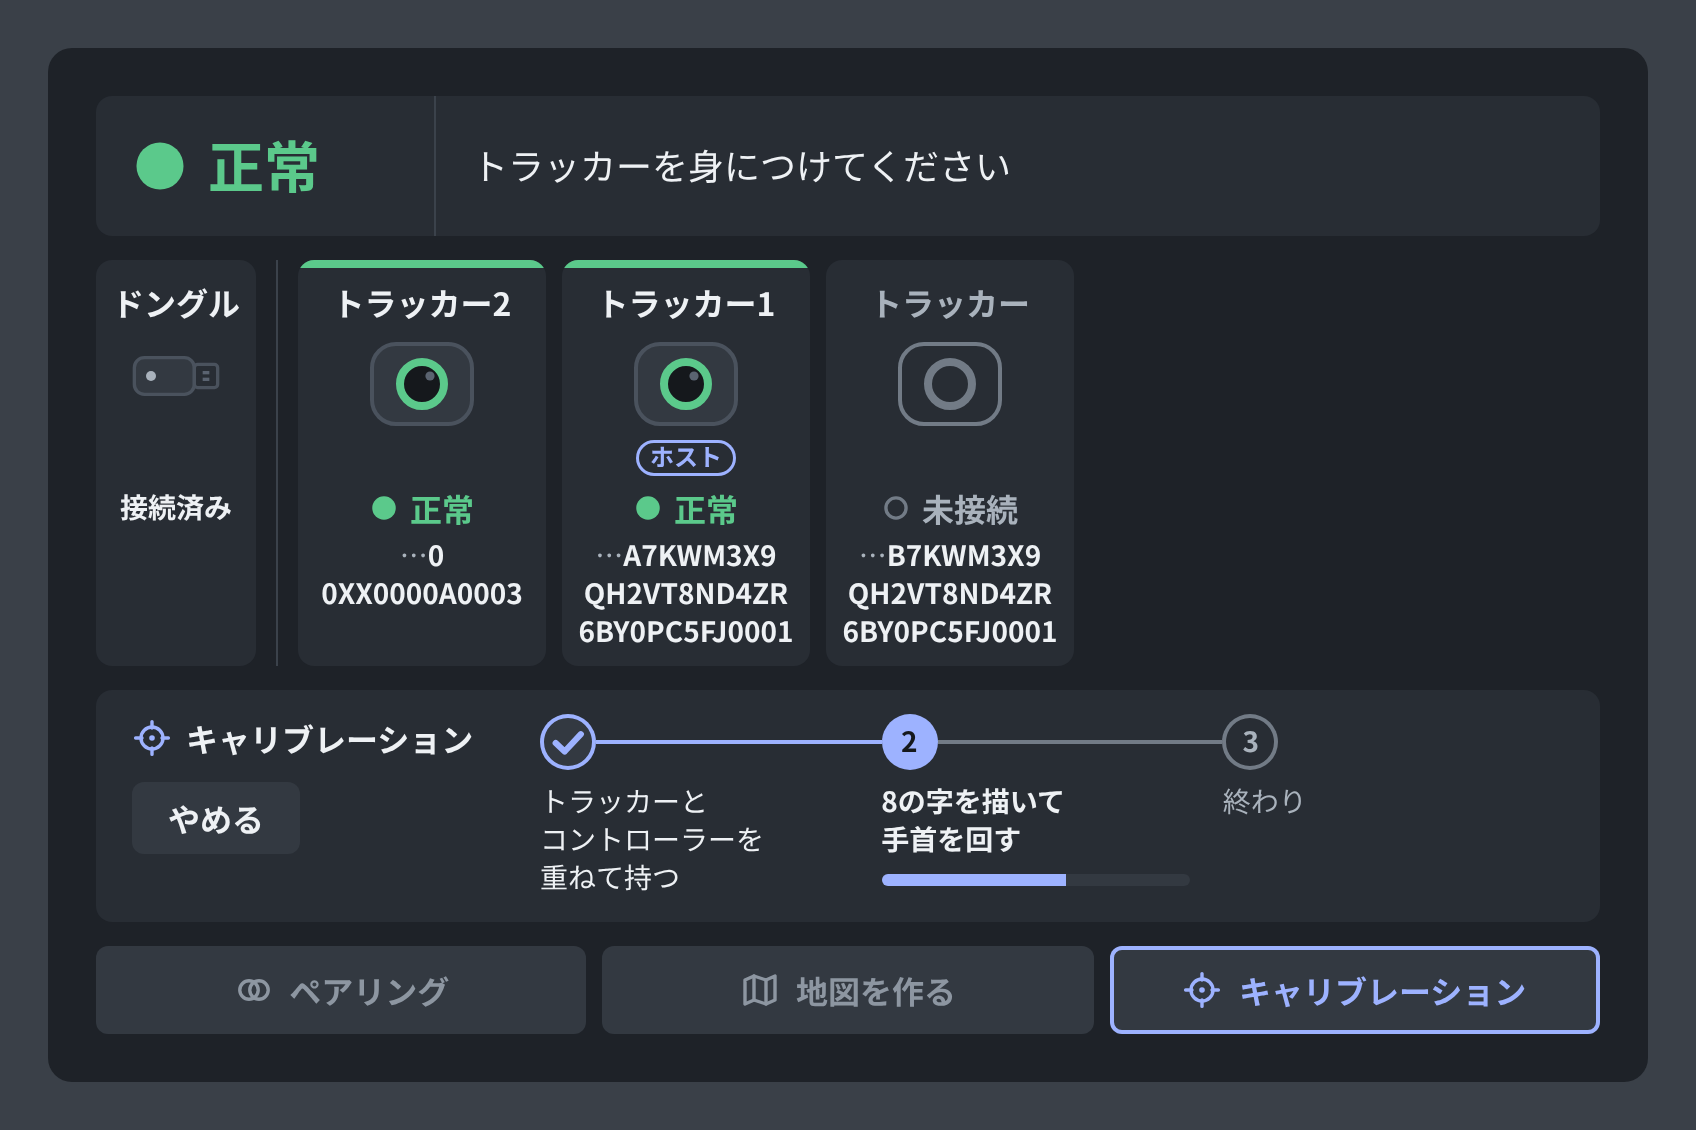 正常
トラッカーを身につけてください
ドングル
接続済み
トラッカー2
正常
…0
0XX0000A0003
トラッカー1
ホスト
正常
…A7KWM3X9
QH2VT8ND4ZR
6BY0PC5FJ0001
トラッカー
未接続
…B7KWM3X9
QH2VT8ND4ZR
6BY0PC5FJ0001
キャリブレーション
やめる
トラッカーと
コントローラーを
重ねて持つ
2
8の字を描いて
手首を回す
3
終わり
ペアリング
地図を作る
キャリブレーション